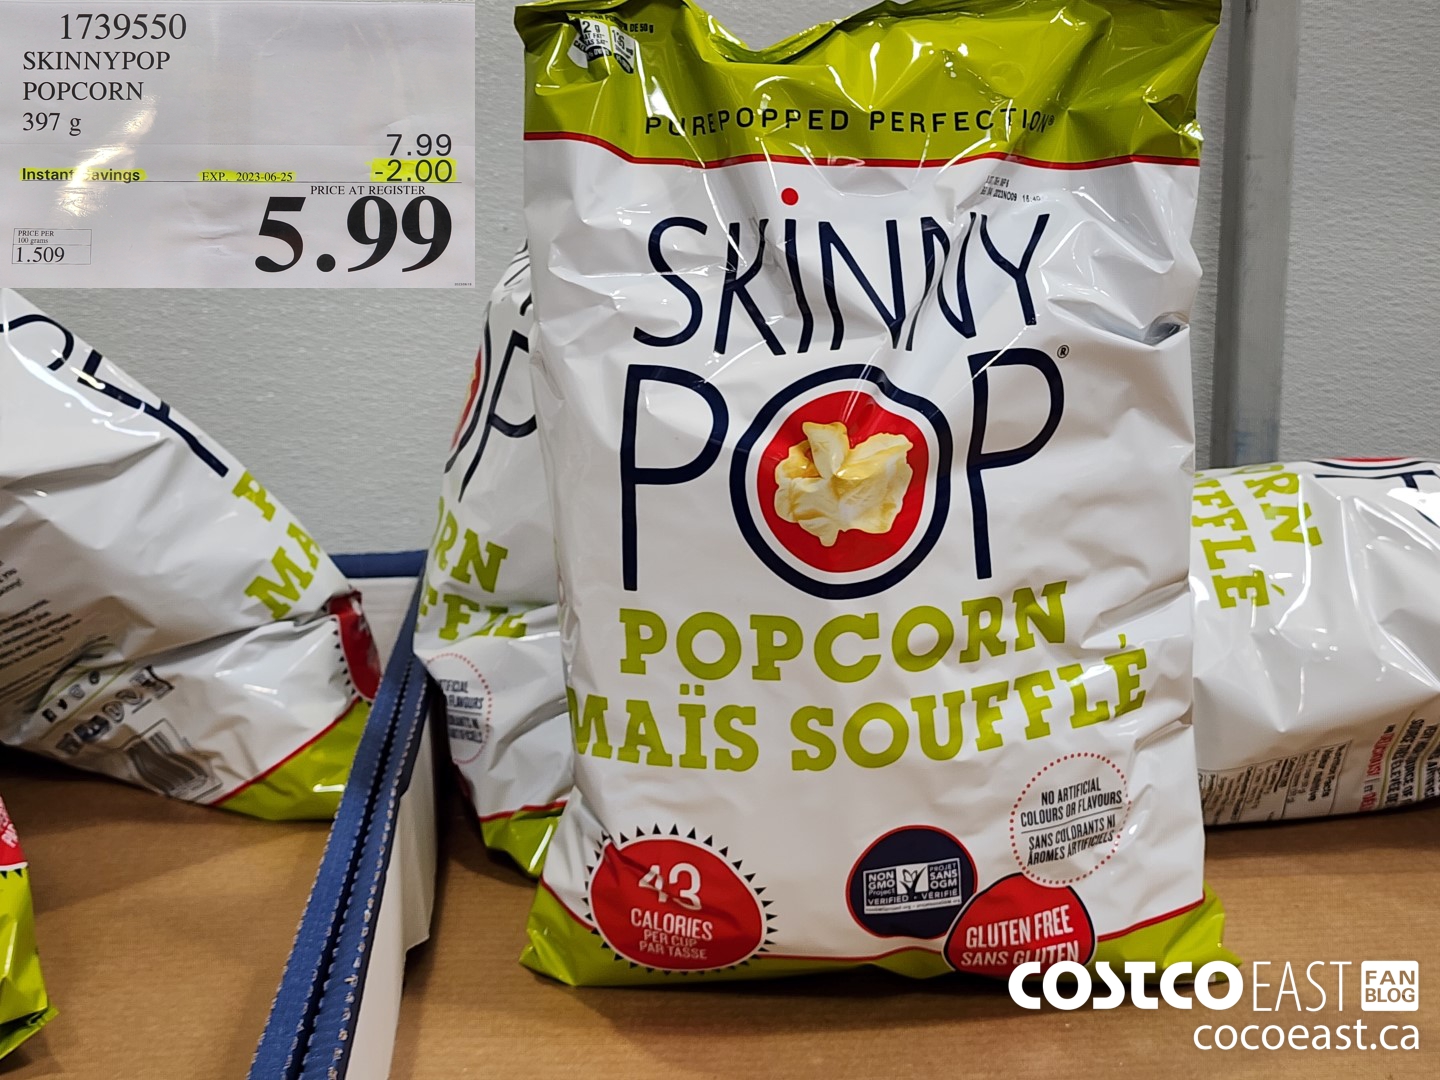 1739550
SKINNYPOP
POPCORN
397 g
7.99
Instant Savings EXP. 2023-06-25 -2.00
PRICE AT REGISTER
5.99
PRICE PER
100 grams
1.509
PUREPOPPED PERFECTION®
SKINNY
POP®
POPCORN
MAÏS SOUFFLÉ
NO ARTIFICIAL
COLOURS OR FLAVOURS
SANS COLORANTS NI
ARÔMES ARTIFICIELS
43
CALORIES
PER CUP
PAR TASSE
NON
GMO
Project
VERIFIED
PROJET
SANS
OGM
VÉRIFIÉ
GLUTEN FREE
SANS GLUTEN
COSTCO EAST FAN
BLOG
cocoeast.ca